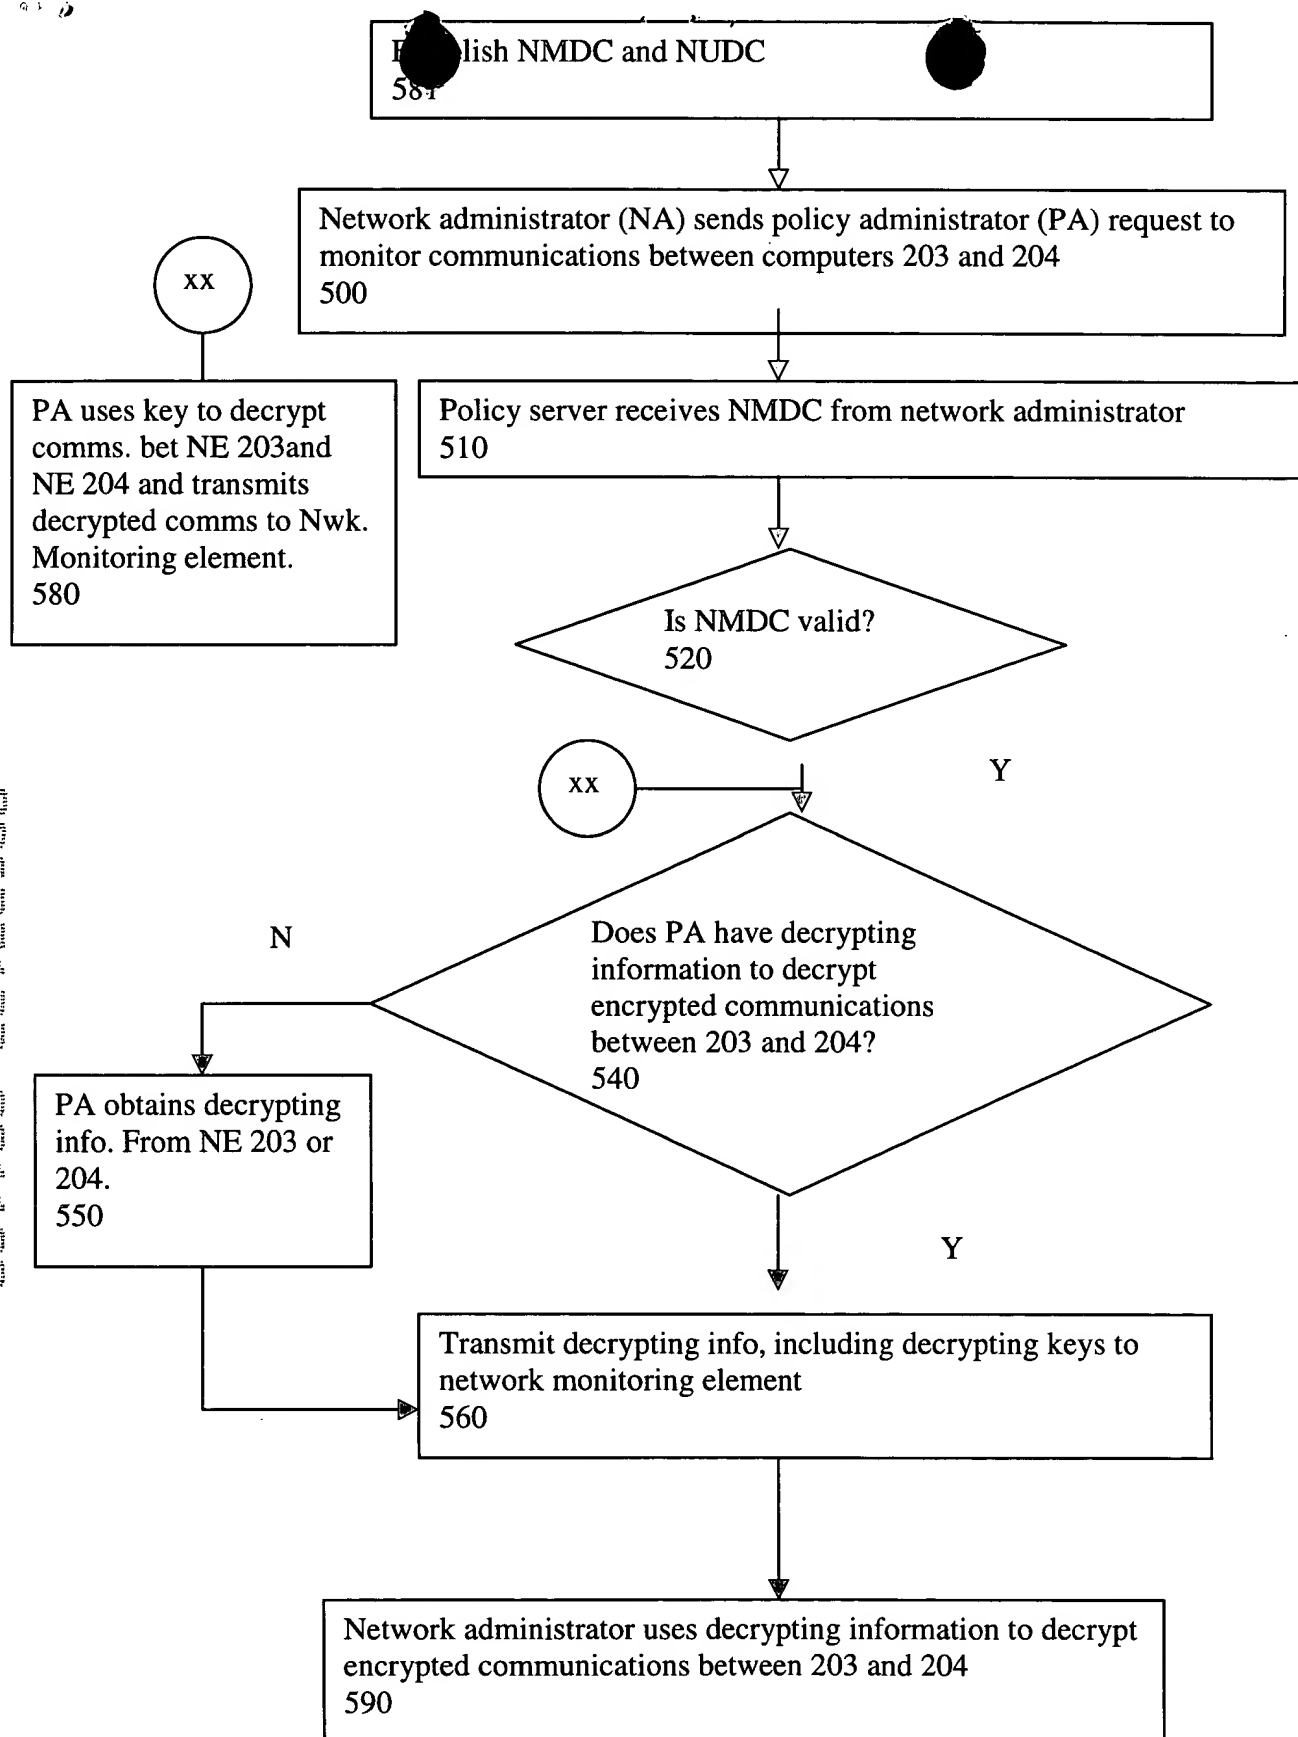 lish NMDC and NUDC
Network administrator (NA) sends policy administrator (PA) request to
monitor communications between computers 203 and 204
500
xx
PA uses key to decrypt
comms. bet NE 203and
NE 204 and transmits
decrypted comms to Nwk.
Monitoring element.
580
Policy server receives NMDC from network administrator
510
Is NMDC valid?
520
Y
xx
N
Does PA have decrypting
information to decrypt
encrypted communications
between 203 and 204?
540
PA obtains decrypting
info. From NE 203 or
204.
550
Y
Transmit decrypting info, including decrypting keys to
network monitoring element
560
Network administrator uses decrypting information to decrypt
encrypted communications between 203 and 204
590